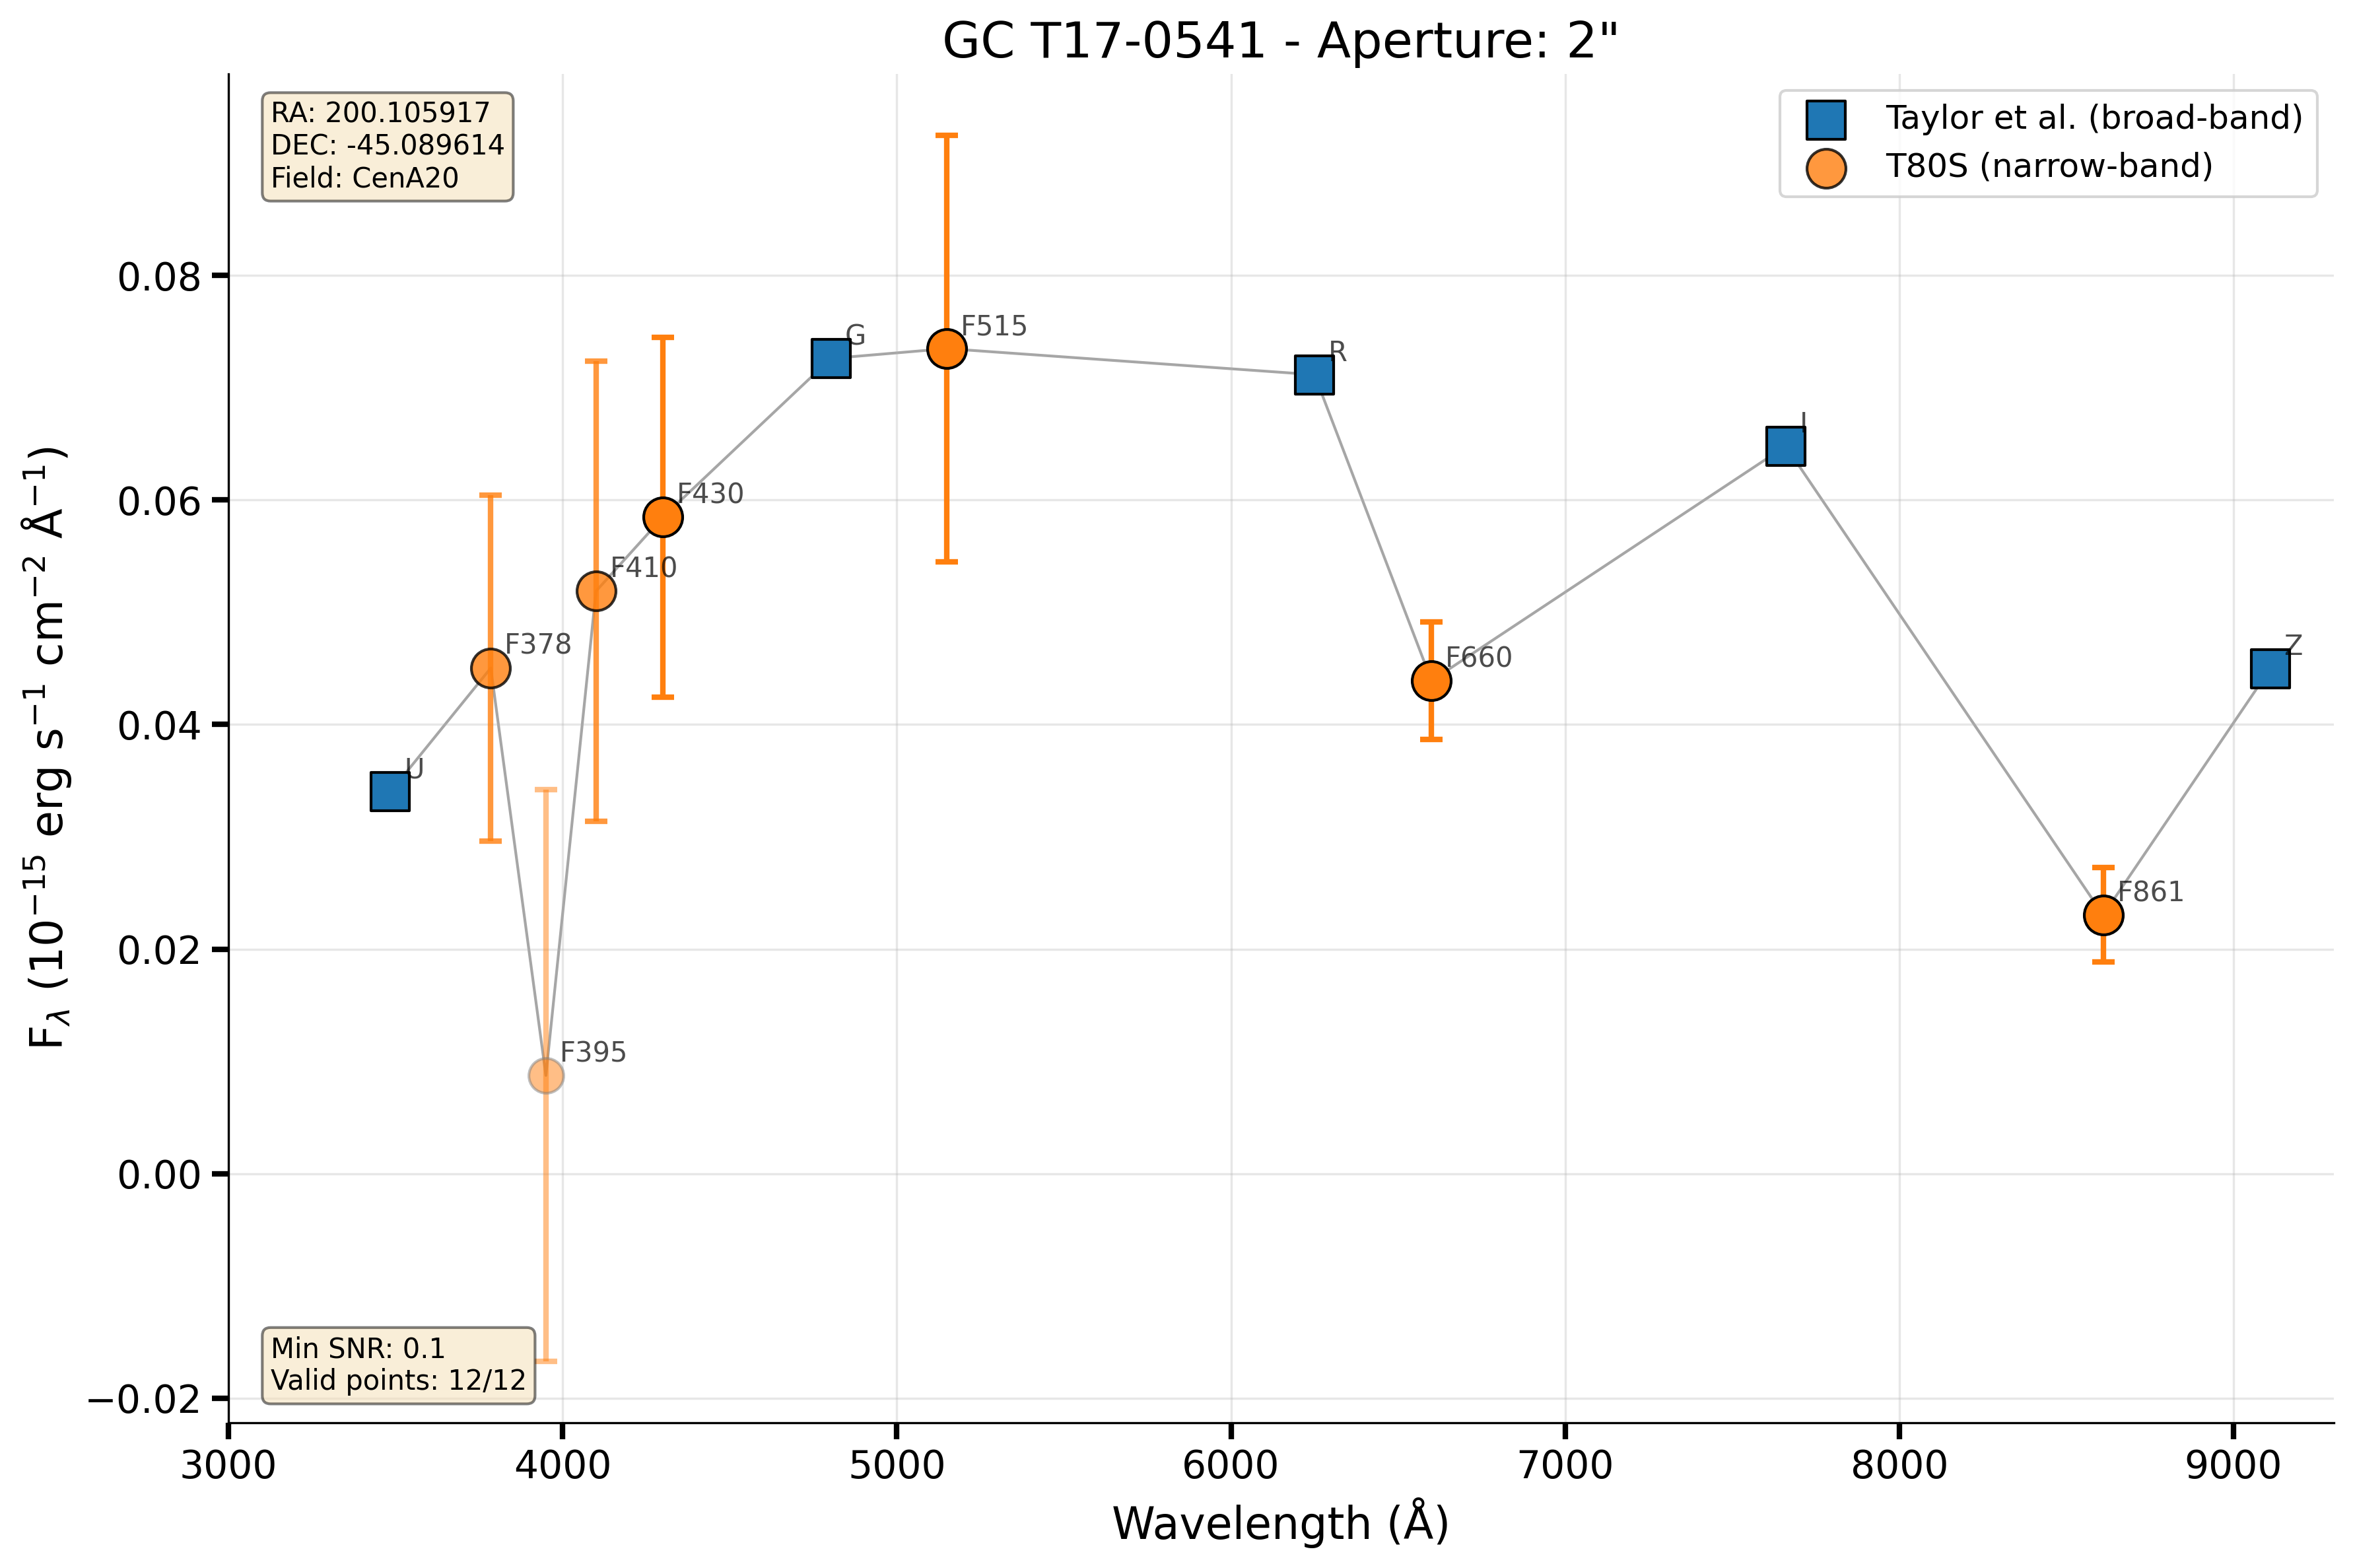 GC T17-0541 - Aperture: 2"
RA: 200.105917
DEC: -45.089614
Field: CenA20
Taylor et al. (broad-band)
T80S (narrow-band)
F515
G
R
I
F430
F410
F378
F660
Z
U
F861
F395
Min SNR: 0.1
Valid points: 12/12
0.08
0.06
0.04
0.02
0.00
−0.02
3000 4000 5000 6000 7000 8000 9000
Wavelength (Å)
F_λ (10⁻¹⁵ erg s⁻¹ cm⁻² Å⁻¹)